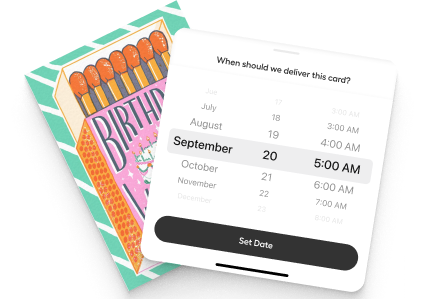 BIRTHD
When should we deliver this card?
Jun 17 2:00 AM
July 18 3:00 AM
August 19 4:00 AM
September 20 5:00 AM
October 21 6:00 AM
November 22 7:00 AM
December 23 8:00 AM
Set Date